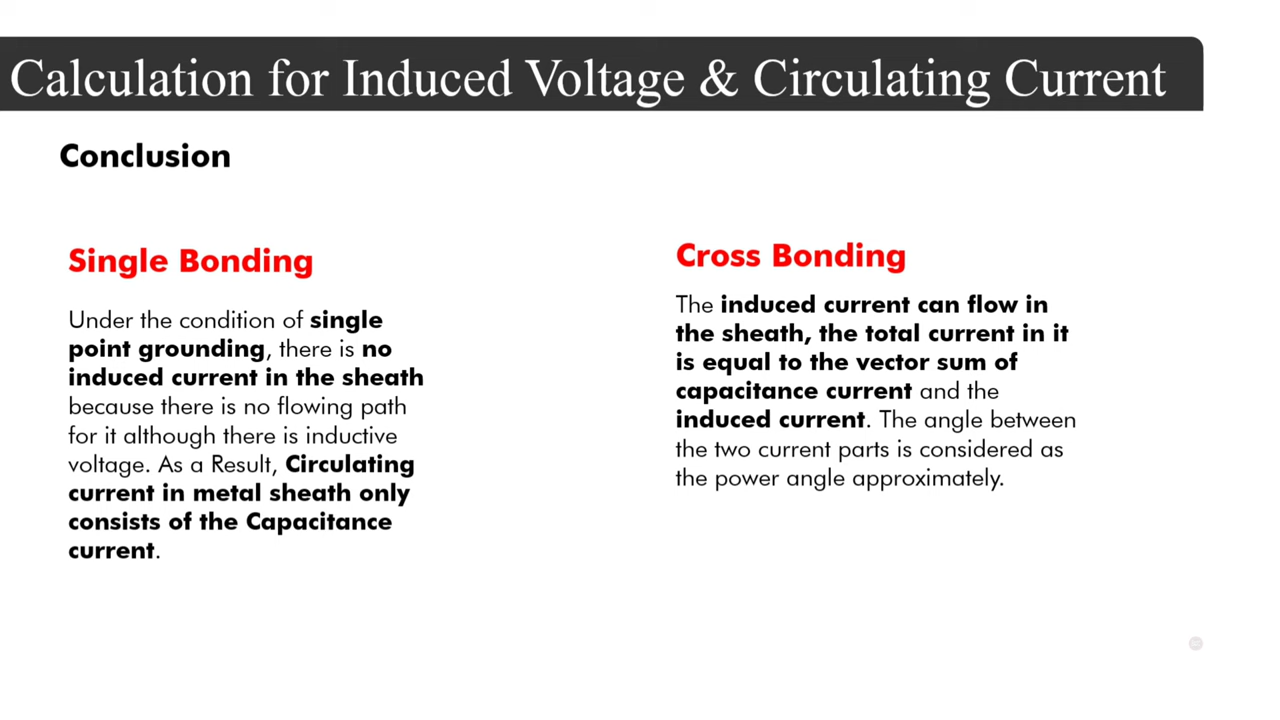 Calculation for Induced Voltage & Circulating Current
Conclusion
Single Bonding
Under the condition of single
point grounding, there is no
induced current in the sheath
because there is no flowing path
for it although there is inductive
voltage. As a Result, Circulating
current in metal sheath only
consists of the Capacitance
current.
Cross Bonding
The induced current can flow in
the sheath, the total current in it
is equal to the vector sum of
capacitance current and the
induced current. The angle between
the two current parts is considered as
the power angle approximately.